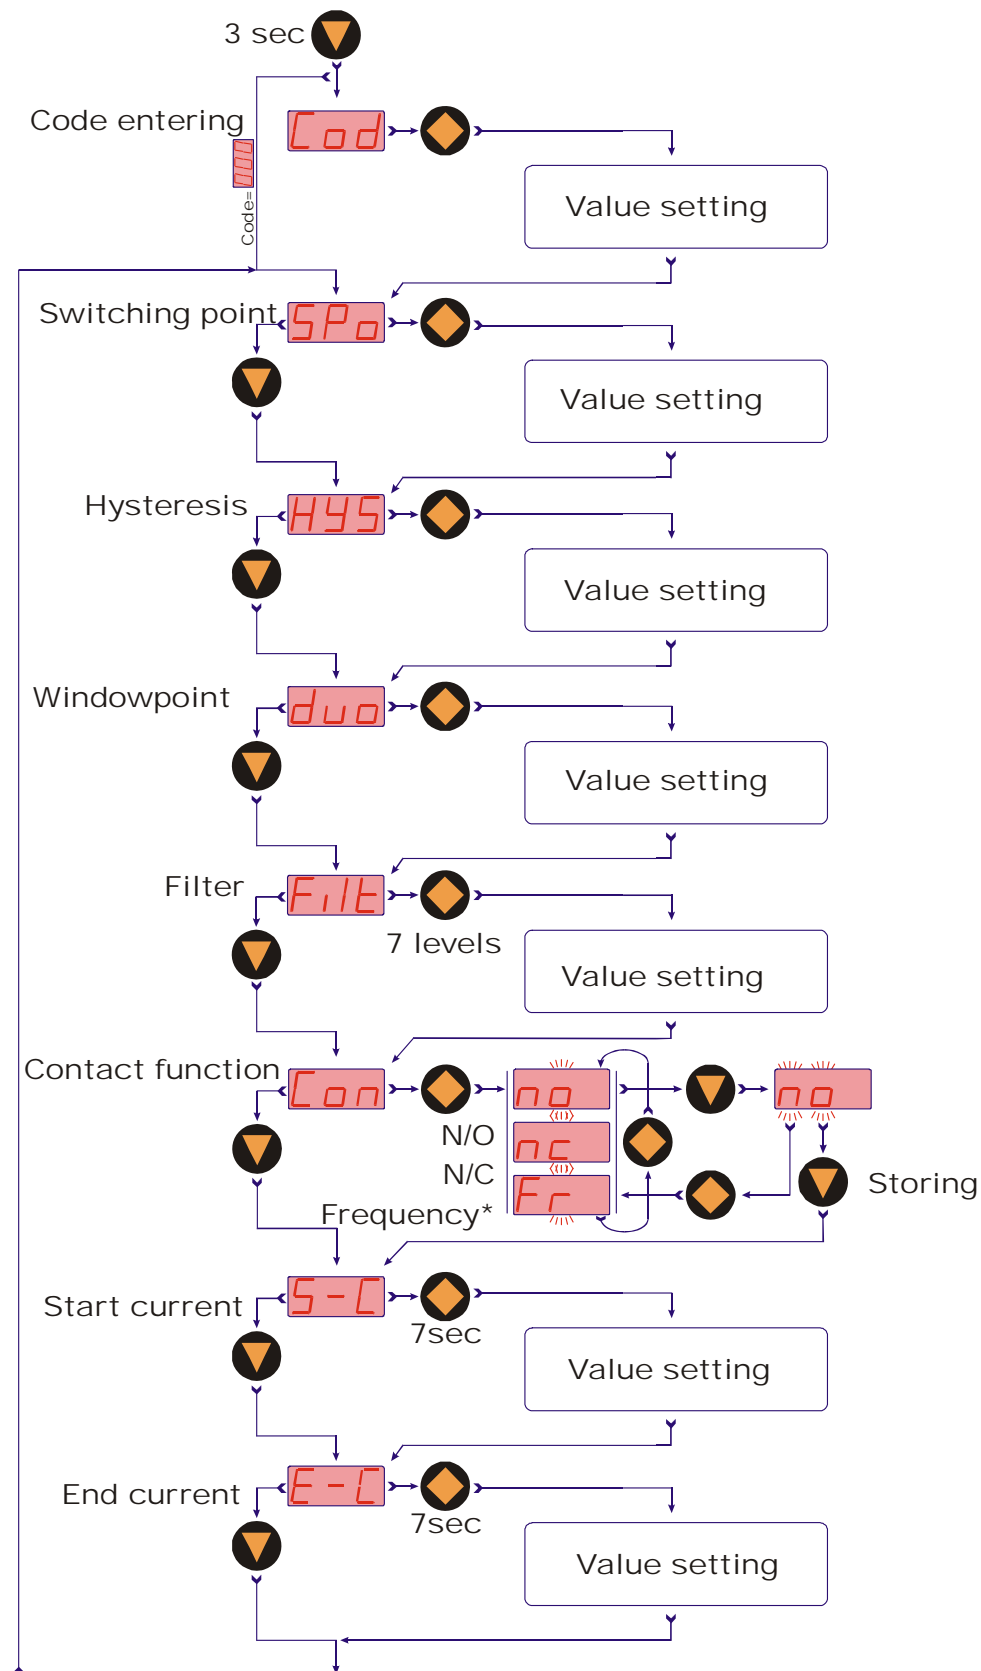 3 sec
Code entering
Cod
Code=000
Value setting
Switching point
SPo
Value setting
Hysteresis
HYS
Value setting
Windowpoint
duo
Value setting
Filter
Filt
7 levels
Value setting
Contact function
Con
no
no
N/O
nc
N/C
Fr
Frequency*
Storing
S-C
Start current
7sec
Value setting
E-C
End current
7sec
Value setting